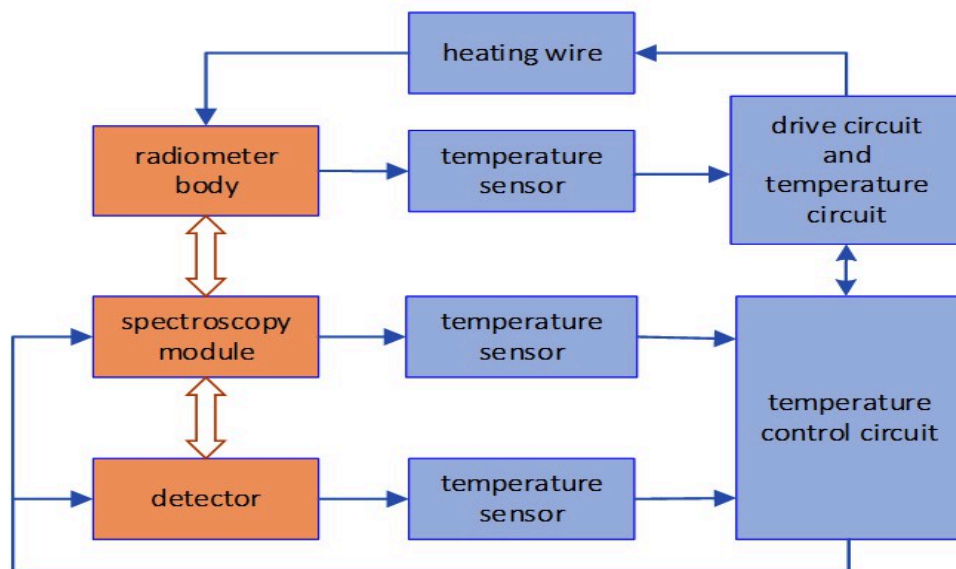 heating wire
radiometer
body
temperature
sensor
drive circuit
and
temperature
circuit
spectroscopy
module
temperature
sensor
temperature
control circuit
detector
temperature
sensor